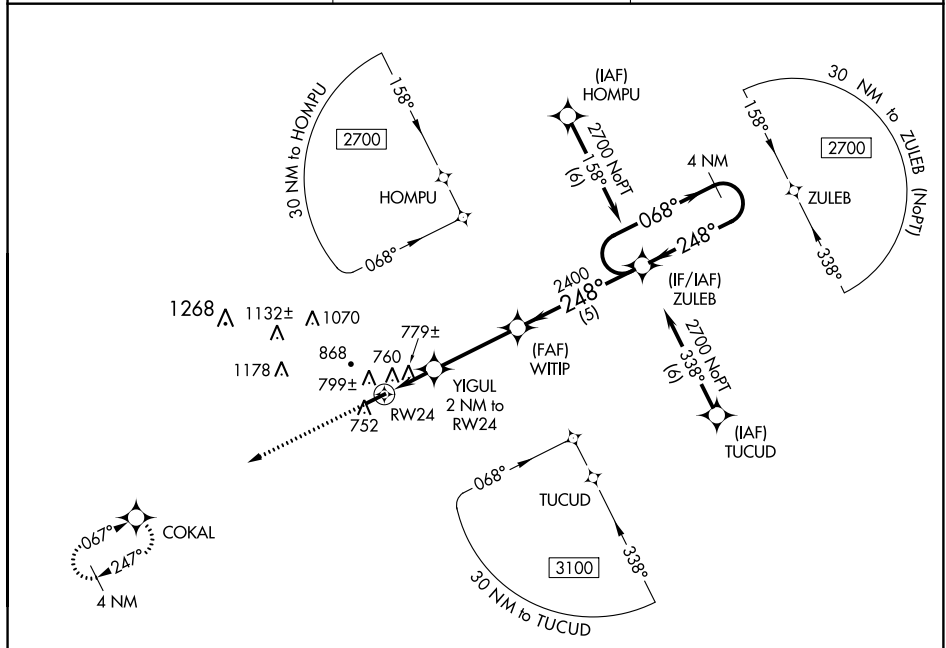 30 NM to HOMPU
158°
2700
HOMPU
068°
(IAF)
HOMPU
2700 NoPT
158°
(6)
4 NM
068°
248°
30 NM to ZULEB (NoPT)
158°
2700
ZULEB
338°
(IF/IAF)
ZULEB
2400
248°
(5)
(FAF)
WITIP
2700 NoPT
338°
(6)
(IAF)
TUCUD
1268
1132±
1070
1178
868
799±
760
779±
752
RW24
YIGUL
2 NM to
RW24
068°
TUCUD
338°
3100
30 NM to TUCUD
COKAL
067°
247°
4 NM